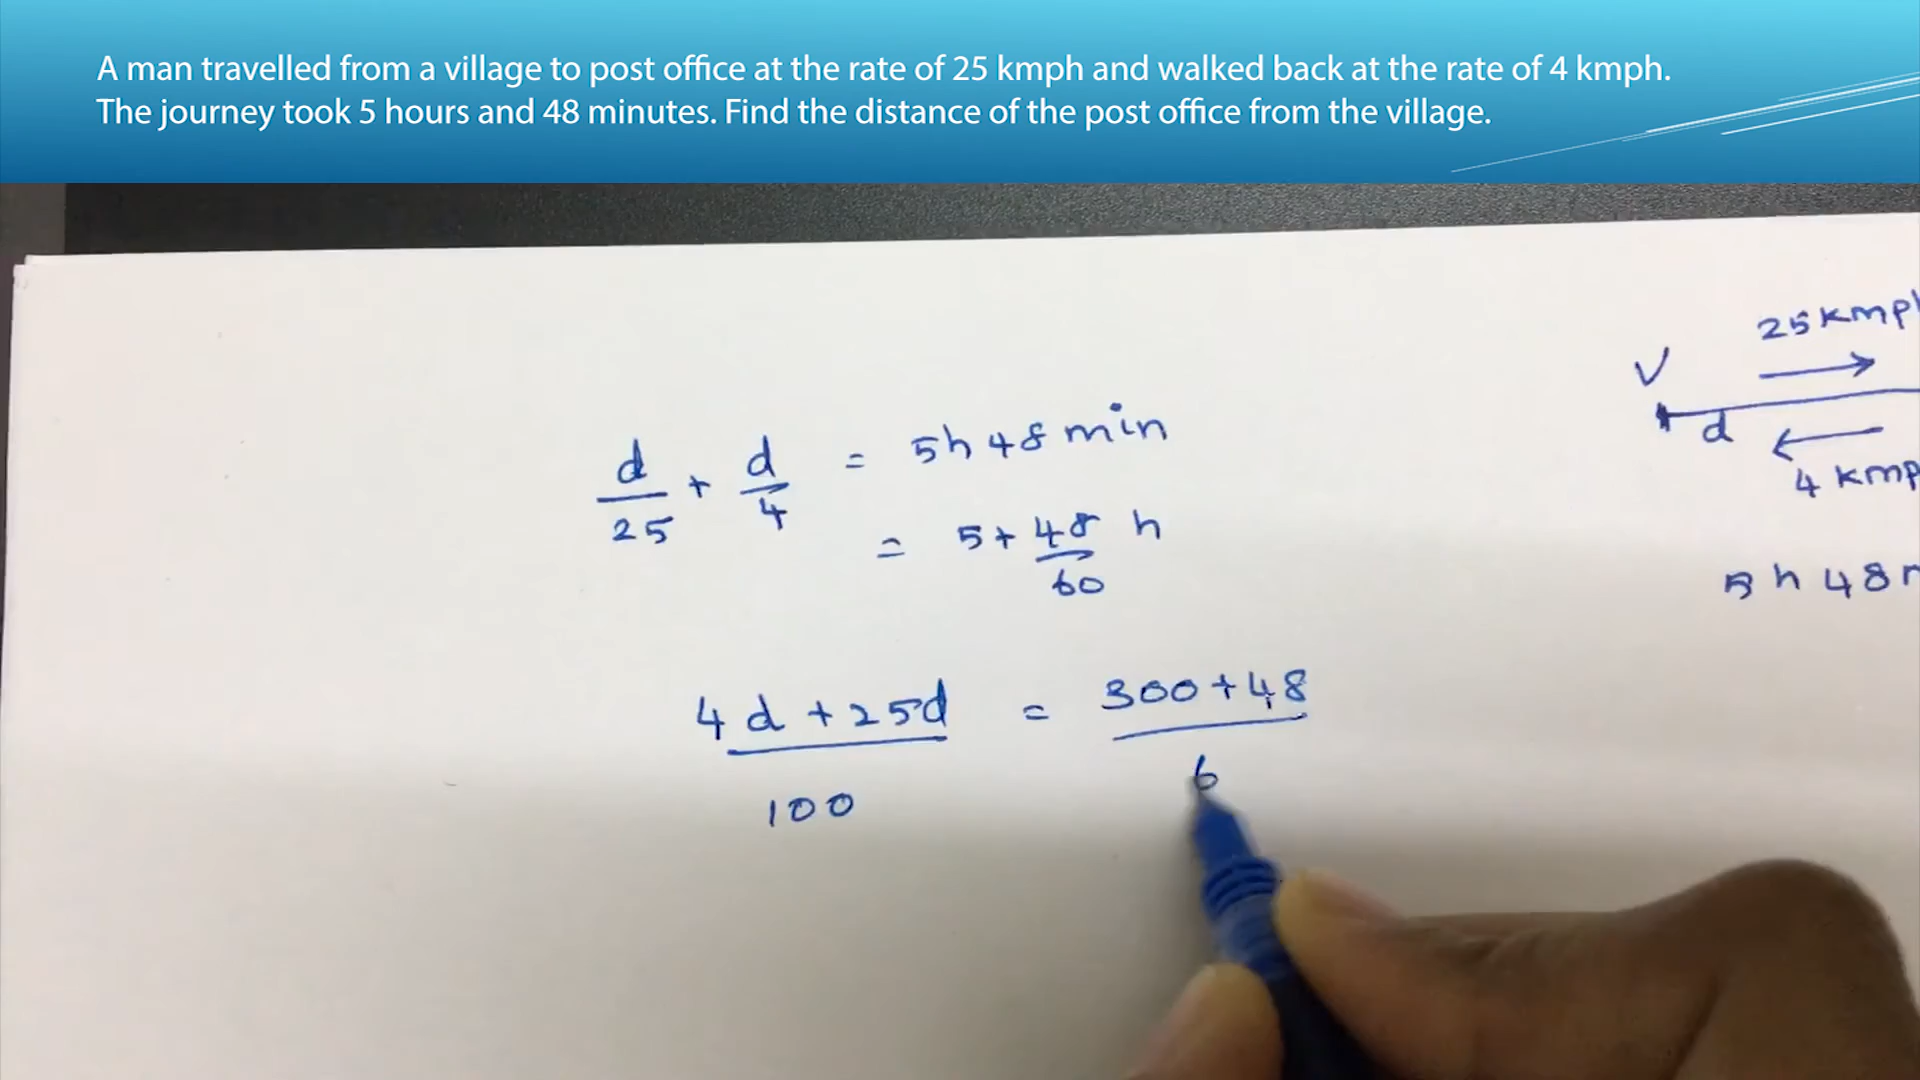 A man travelled from a village to post office at the rate of 25 kmph and walked back at the rate of 4 kmph.
The journey took 5 hours and 48 minutes. Find the distance of the post office from the village.
25 kmph
V
d
4 kmp
5 h 48
d/25 + d/4 = 5h 48 min
= 5 + 48/60 h
4d + 25d / 100 = 300 + 48 / 6